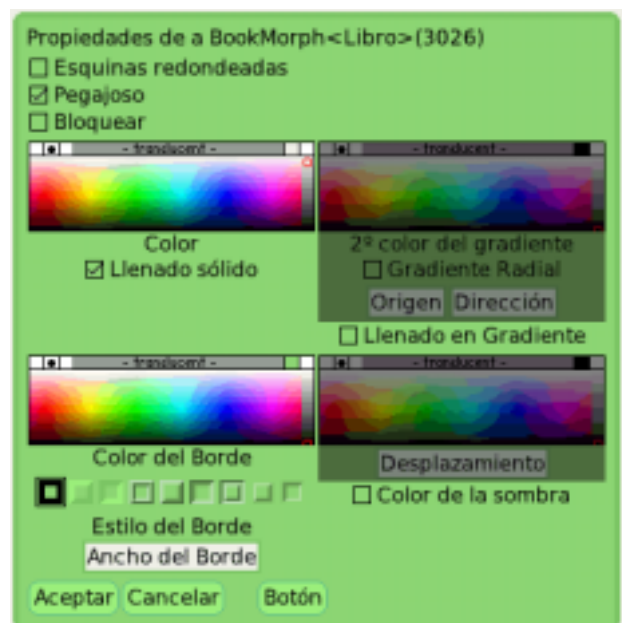 Propiedades de a BookMorph<Libro>(3026)
Esquinas redondeadas
Pegajoso
Bloquear
- translucent -
- translucent -
Color
2º color del gradiente
Llenado sólido
Gradiente Radial
Origen
Dirección
Llenado en Gradiente
- translucent -
- translucent -
Color del Borde
Desplazamiento
Color de la sombra
Estilo del Borde
Ancho del Borde
Aceptar
Cancelar
Botón